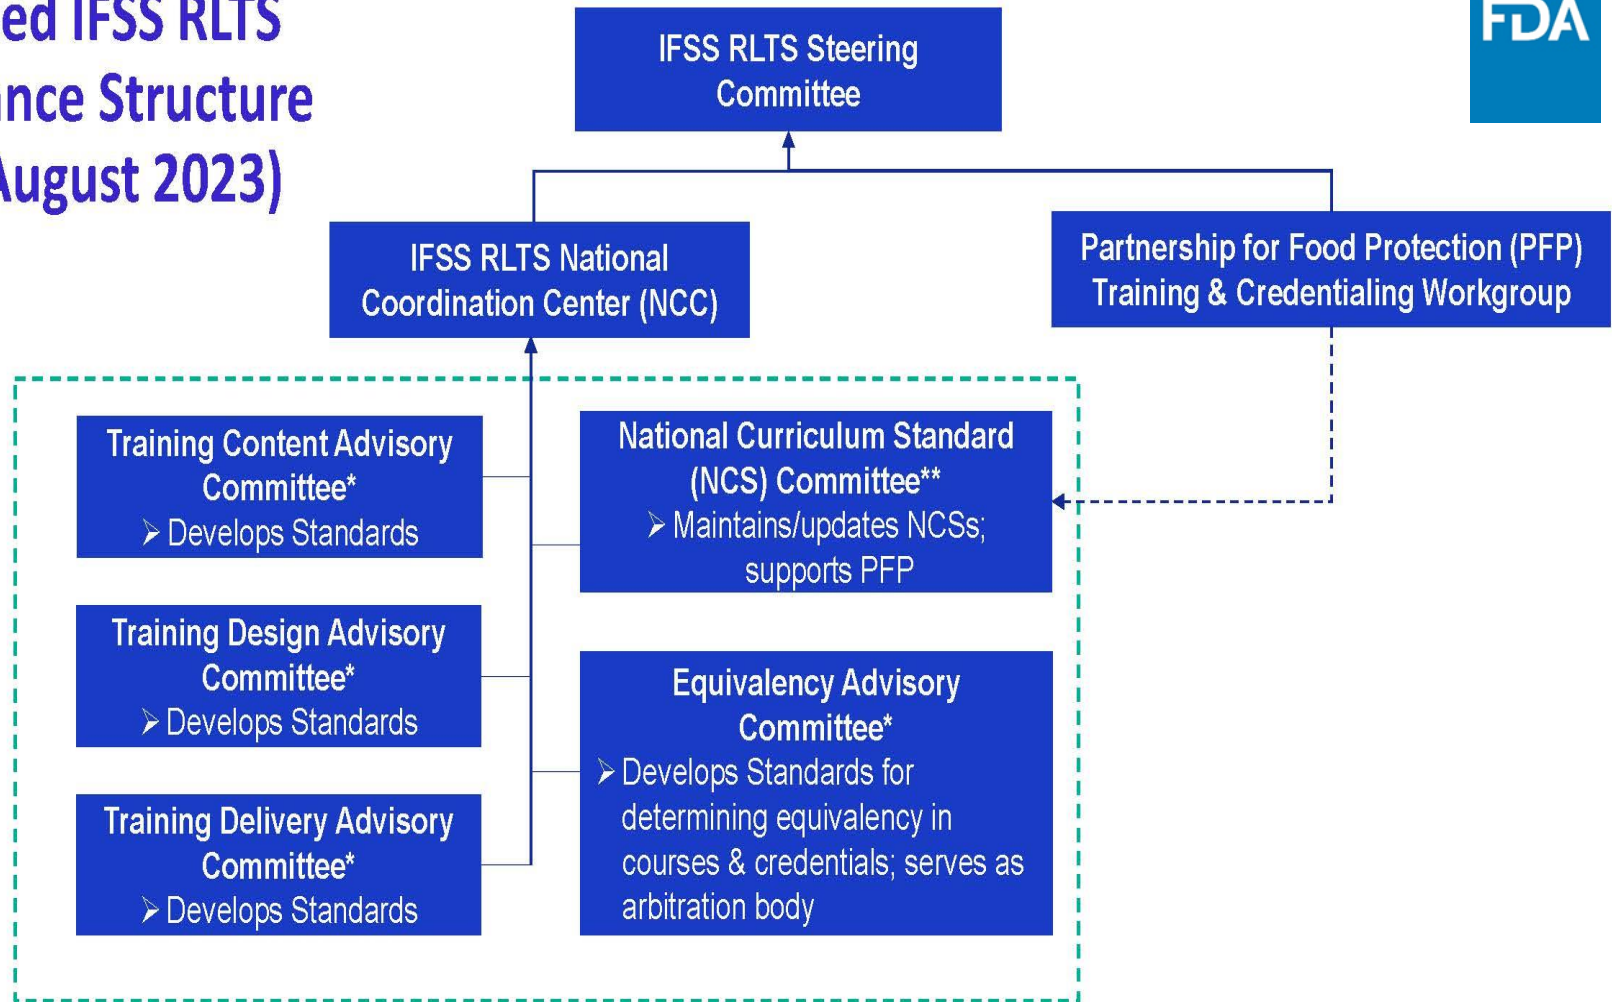 ed IFSS RLTS
ance Structure
August 2023)
FDA
IFSS RLTS Steering
Committee
IFSS RLTS National
Coordination Center (NCC)
Partnership for Food Protection (PFP)
Training & Credentialing Workgroup
Training Content Advisory
Committee*
➢ Develops Standards
National Curriculum Standard
(NCS) Committee**
➢ Maintains/updates NCSs;
supports PFP
Training Design Advisory
Committee*
➢ Develops Standards
Equivalency Advisory
Committee*
➢ Develops Standards for
determining equivalency in
courses & credentials; serves as
arbitration body
Training Delivery Advisory
Committee*
➢ Develops Standards